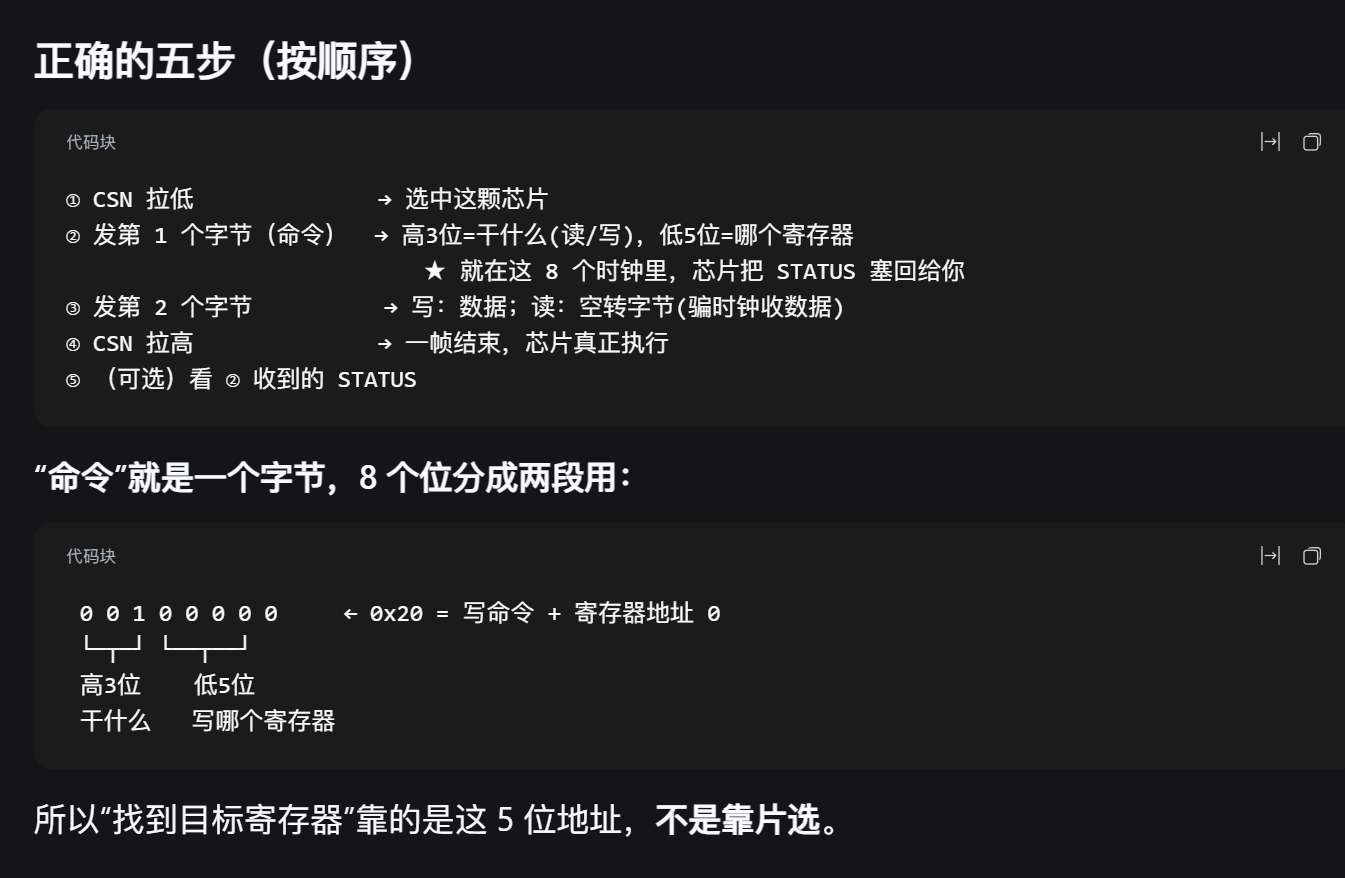 正确的五步（按顺序）
代码块
① CSN 拉低 → 选中这颗芯片
② 发第 1 个字节（命令） → 高3位=干什么(读/写)，低5位=哪个寄存器
★ 就在这 8 个时钟里，芯片把 STATUS 塞回给你
③ 发第 2 个字节 → 写：数据；读：空转字节(骗时钟收数据)
④ CSN 拉高 → 一帧结束，芯片真正执行
⑤ （可选）看 ② 收到的 STATUS
“命令”就是一个字节，8 个位分成两段用：
代码块
0 0 1 0 0 0 0 0 ← 0x20 = 写命令 + 寄存器地址 0
└─┬─┘ └──┬──┘
高3位 低5位
干什么 写哪个寄存器
所以“找到目标寄存器”靠的是这 5 位地址，不是靠片选。